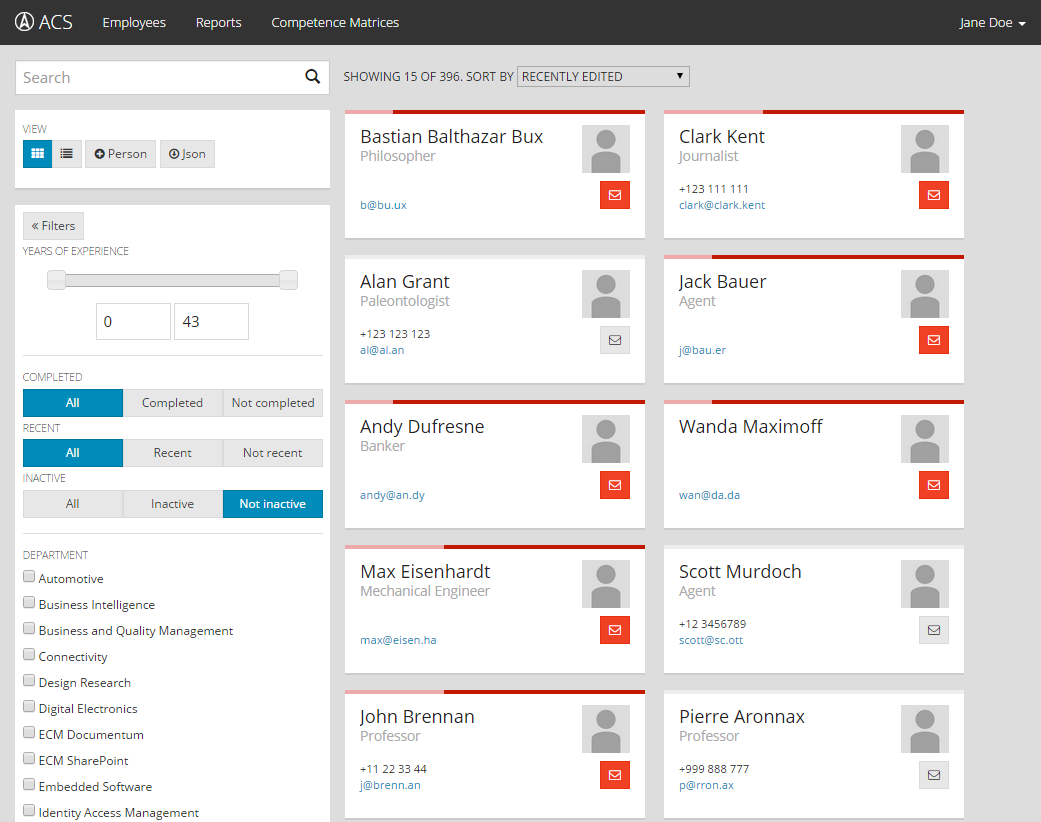 ACS Employees Reports Competence Matrices Jane Doe
Search
SHOWING 15 OF 396. SORT BY RECENTLY EDITED
VIEW
Person Json
« Filters
YEARS OF EXPERIENCE
0 43
COMPLETED
All Completed Not completed
RECENT
All Recent Not recent
INACTIVE
All Inactive Not inactive
DEPARTMENT
Automotive
Business Intelligence
Business and Quality Management
Connectivity
Design Research
Digital Electronics
ECM Documentum
ECM SharePoint
Embedded Software
Identity Access Management
Bastian Balthazar Bux
Philosopher
b@bu.ux
Clark Kent
Journalist
+123 111 111
clark@clark.kent
Alan Grant
Paleontologist
+123 123 123
al@al.an
Jack Bauer
Agent
j@bau.er
Andy Dufresne
Banker
andy@an.dy
Wanda Maximoff
wan@da.da
Max Eisenhardt
Mechanical Engineer
max@eisen.ha
Scott Murdoch
Agent
+12 3456789
scott@sc.ott
John Brennan
Professor
+11 22 33 44
j@brenn.an
Pierre Aronnax
Professor
+999 888 777
p@rron.ax